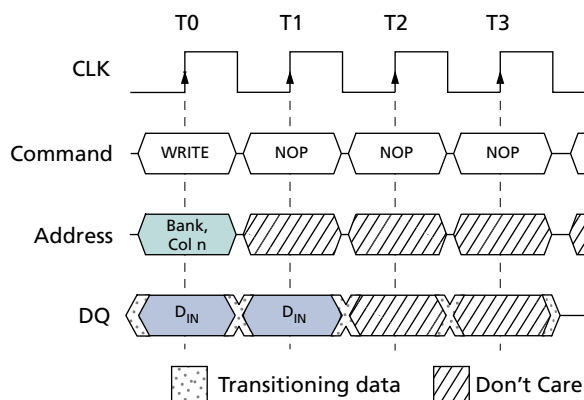 T0 T1 T2 T3
CLK
Command WRITE NOP NOP NOP
Address Bank,
Col n
DQ DIN DIN
Transitioning data Don't Care